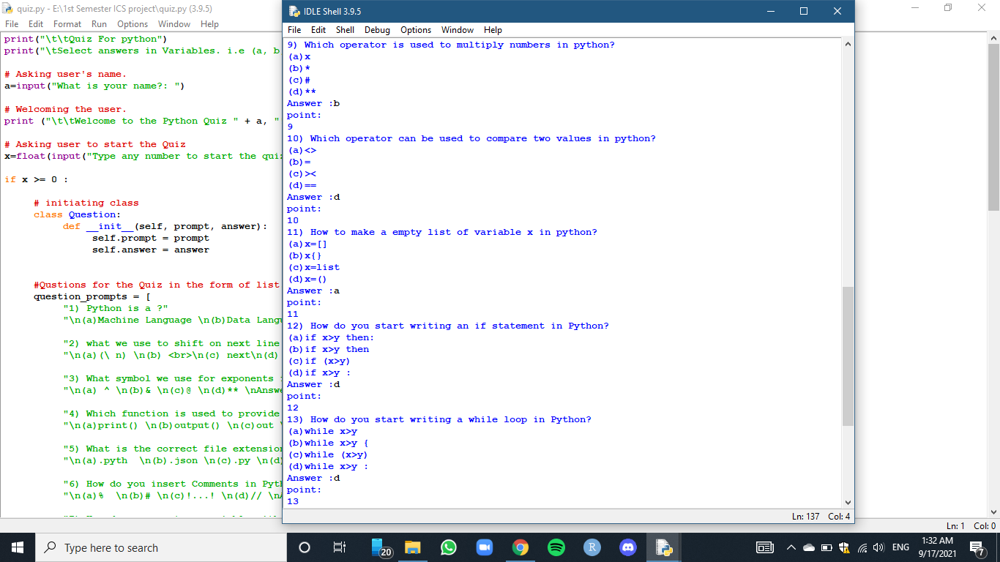 quiz.py - E:\1st Semester ICS project\quiz.py (3.9.5)
File Edit Format Run Options Window Help
print("\t\tQuiz For python")
print("\tSelect answers in Variables. i.e (a, b
# Asking user's name.
a=input("What is your name?: ")
# Welcoming the user.
print ("\t\tWelcome to the Python Quiz " + a, "
# Asking user to start the Quiz
x=float(input("Type any number to start the qui
if x >= 0 :
# initiating class
class Question:
def __init__(self, prompt, answer):
self.prompt = prompt
self.answer = answer
#Qustions for the Quiz in the form of list
question_prompts = [
"1) Python is a ?"
"\n(a)Machine Language \n(b)Data Lang
"2) what we use to shift on next line
"\n(a)(\ n) \n(b) <br>\n(c) next\n(d)
"3) What symbol we use for exponents
"\n(a) ^ \n(b)& \n(c)@ \n(d)** \nAnsw
"4) Which function is used to provide
"\n(a)print() \n(b)output() \n(c)out
"5) What is the correct file extension
"\n(a).pyth \n(b).json \n(c).py \n(d)
"6) How do you insert Comments in Pyt
"\n(a)% \n(b)# \n(c)!...! \n(d)// \n
IDLE Shell 3.9.5
File Edit Shell Debug Options Window Help
9) Which operator is used to multiply numbers in python?
(a)x
(b)*
(c)#
(d)**
Answer :b
point:
9
10) Which operator can be used to compare two values in python?
(a)<>
(b)=
(c)><
(d)==
Answer :d
point:
10
11) How to make a empty list of variable x in python?
(a)x=[]
(b)x{}
(c)x=list
(d)x=()
Answer :a
point:
11
12) How do you start writing an if statement in Python?
(a)if x>y then:
(b)if x>y then
(c)if (x>y)
(d)if x>y :
Answer :d
point:
12
13) How do you start writing a while loop in Python?
(a)while x>y
(b)while x>y {
(c)while (x>y)
(d)while x>y :
Answer :d
point:
13
Ln: 137 Col: 4
Ln: 1 Col: 0
Type here to search
20
R
ENG
1:32 AM
9/17/2021
7